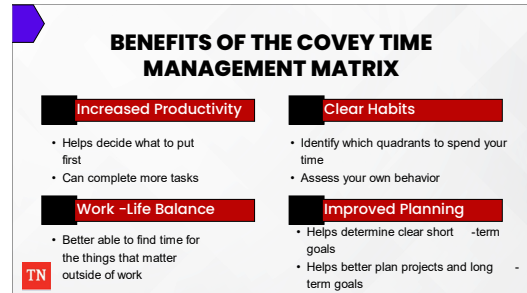 BENEFITS OF THE COVEY TIME
MANAGEMENT MATRIX
Increased Productivity
• Helps decide what to put
first
• Can complete more tasks
Clear Habits
• Identify which quadrants to spend your
time
• Assess your own behavior
Work -Life Balance
• Better able to find time for
the things that matter
outside of work
Improved Planning
• Helps determine clear short -term
goals
• Helps better plan projects and long -
term goals
TN